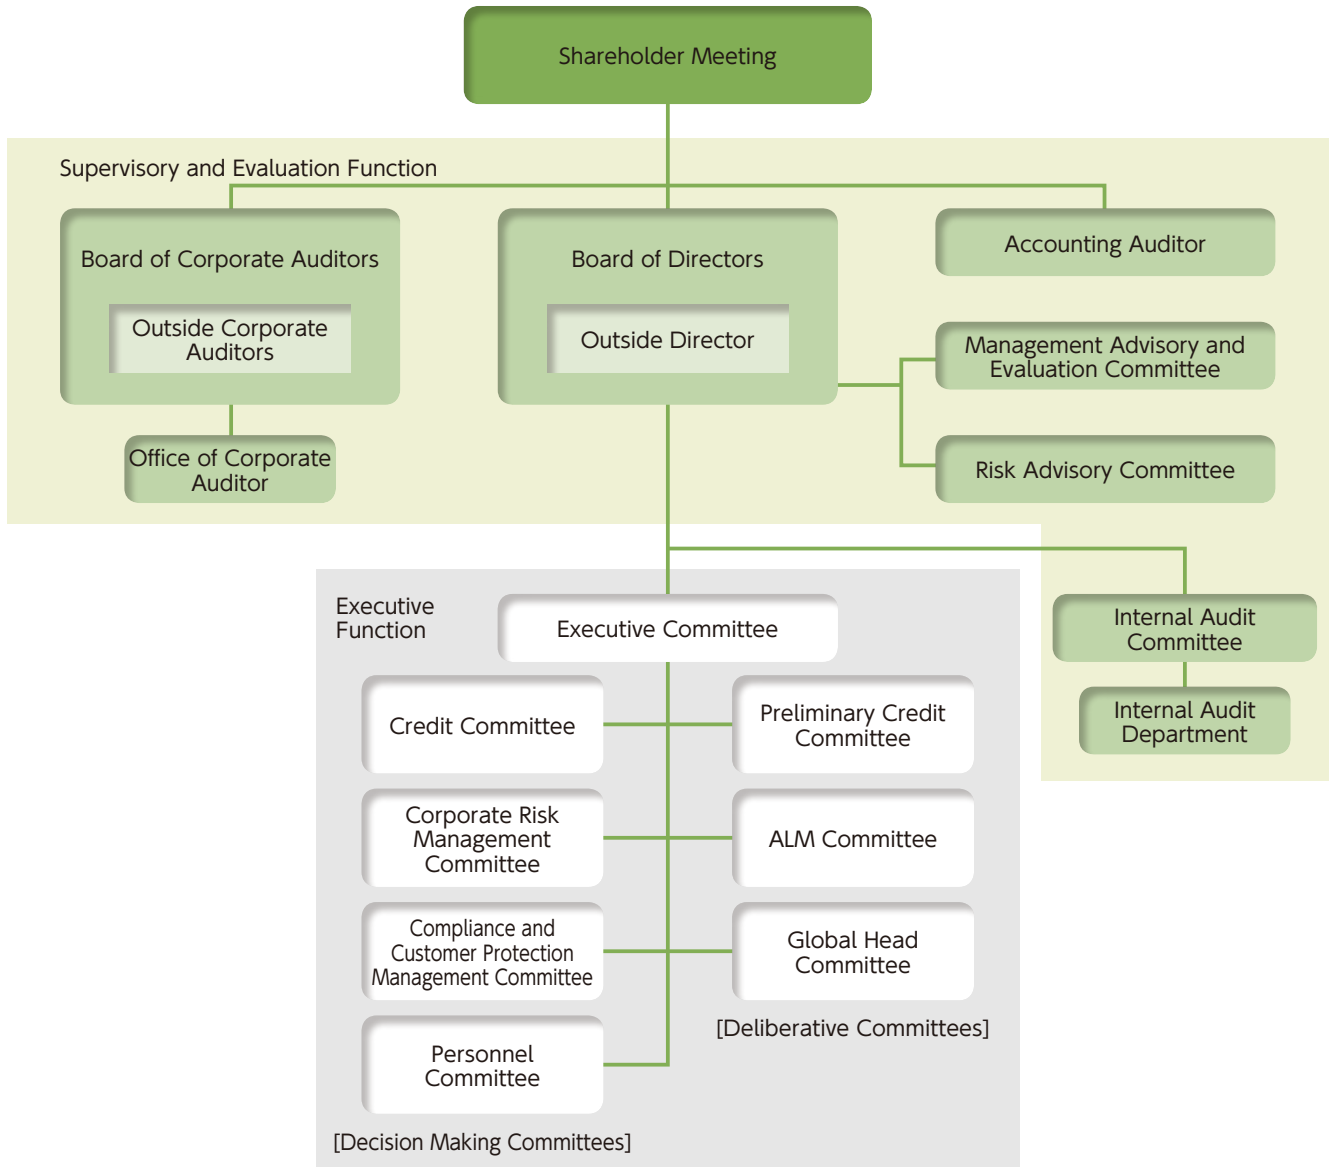 Shareholder Meeting
Supervisory and Evaluation Function
Board of Corporate Auditors
Outside Corporate
Auditors
Office of Corporate
Auditor
Board of Directors
Outside Director
Accounting Auditor
Management Advisory and
Evaluation Committee
Risk Advisory Committee
Internal Audit
Committee
Internal Audit
Department
Executive
Function
Executive Committee
Credit Committee
Corporate Risk
Management
Committee
Compliance and
Customer Protection
Management Committee
Personnel
Committee
[Decision Making Committees]
Preliminary Credit
Committee
ALM Committee
Global Head
Committee
[Deliberative Committees]